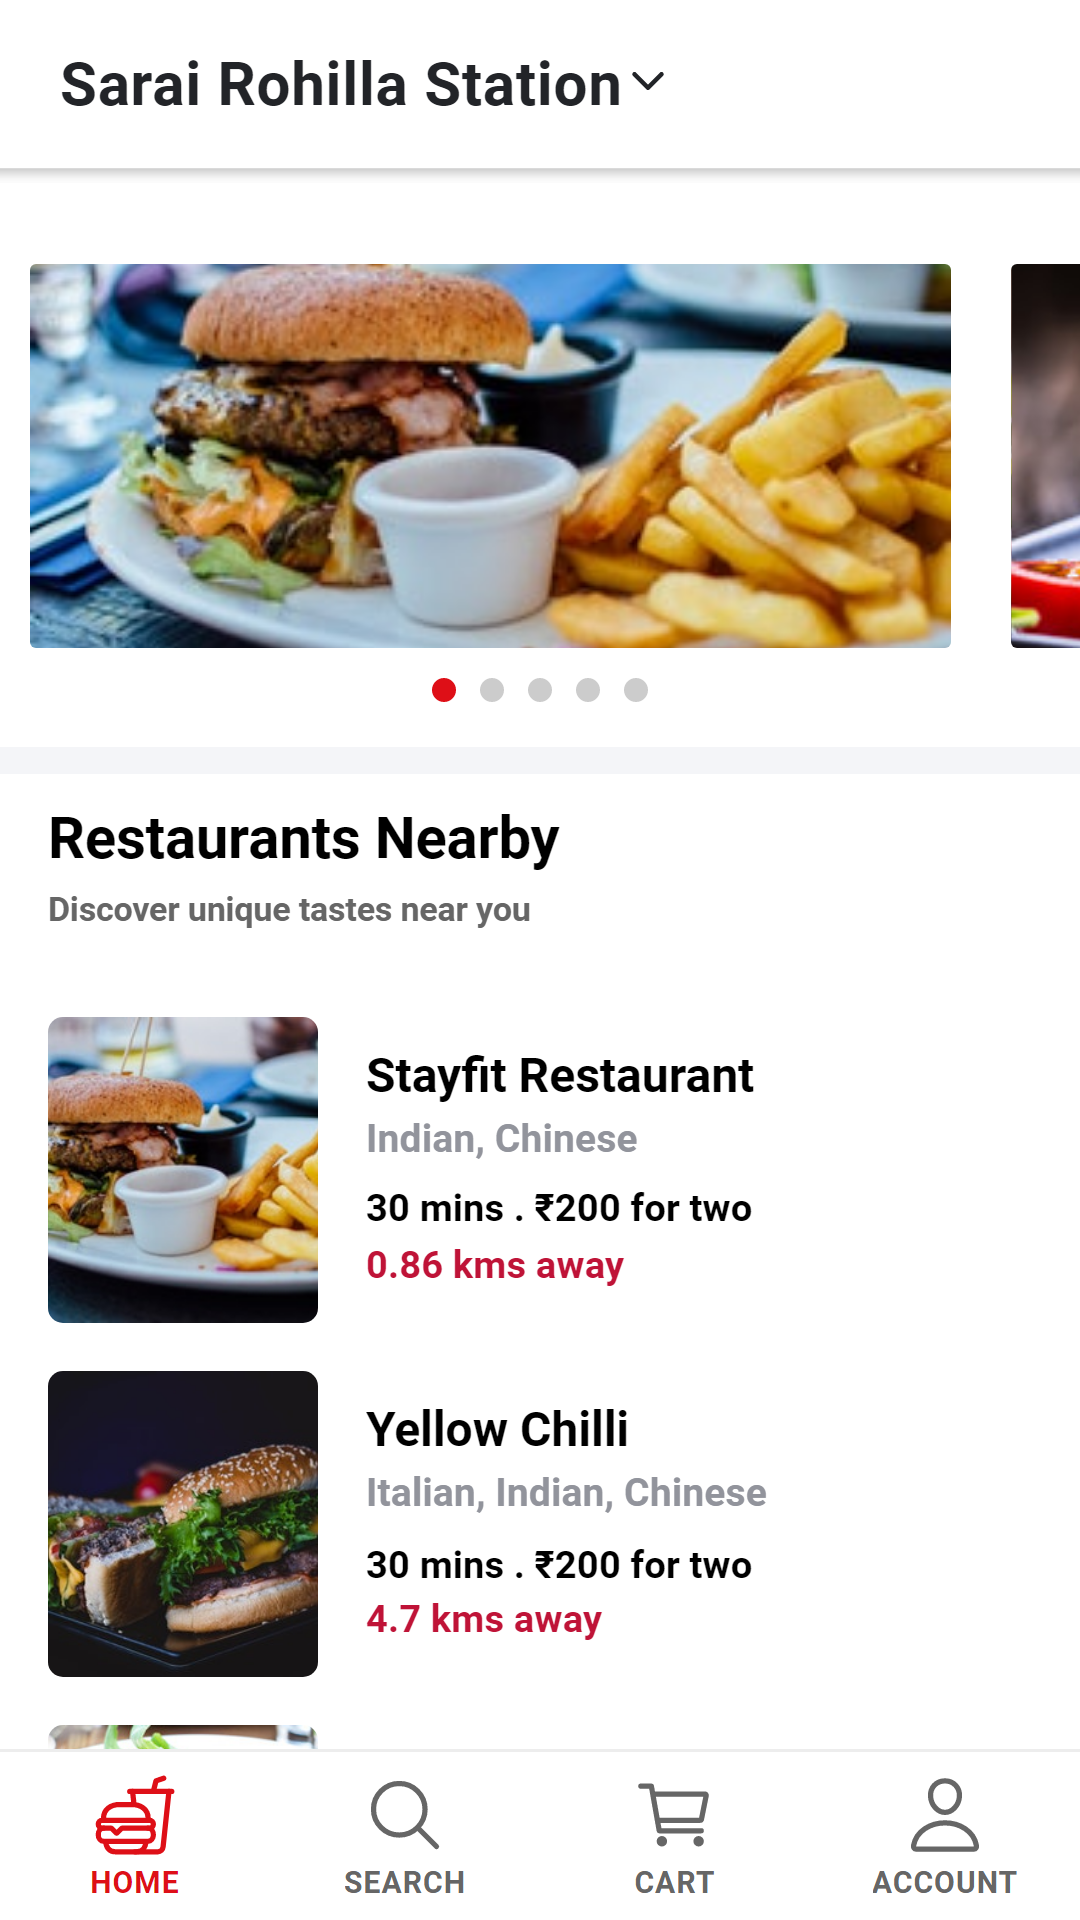 Sarai Rohilla Station
Restaurants Nearby
Discover unique tastes near you
Stayfit Restaurant
Indian, Chinese
30 mins . ₹200 for two
0.86 kms away
Yellow Chilli
Italian, Indian, Chinese
30 mins . ₹200 for two
4.7 kms away
HOME
SEARCH
CART
ACCOUNT